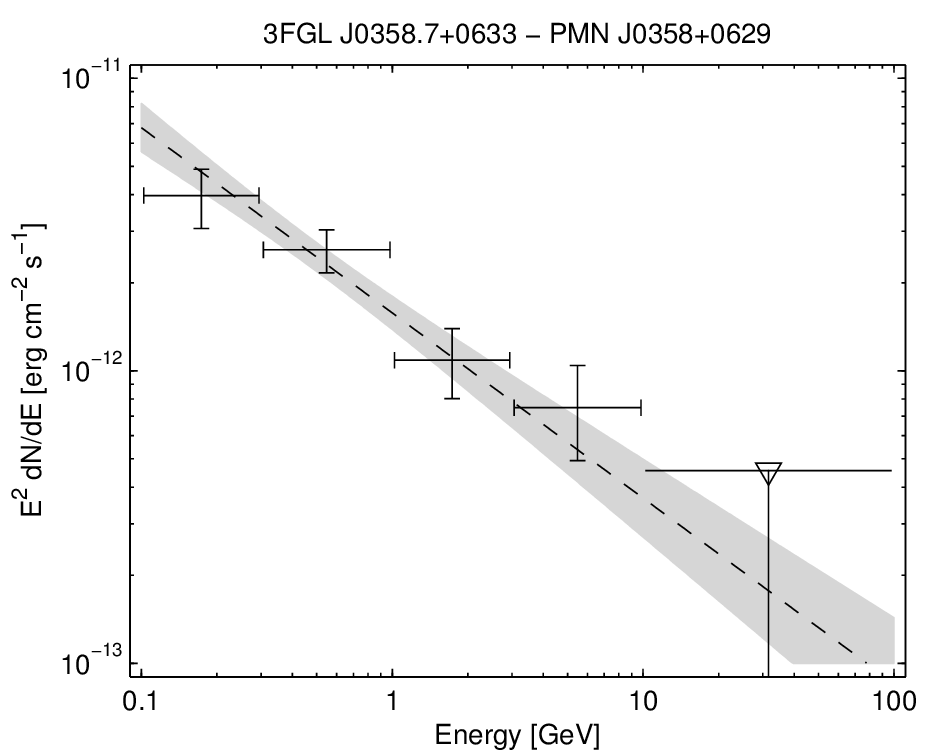 3FGL J0358.7+0633 − PMN J0358+0629
E² dN/dE [erg cm⁻² s⁻¹]
10⁻¹¹
10⁻¹²
10⁻¹³
0.1 1 10 100
Energy [GeV]